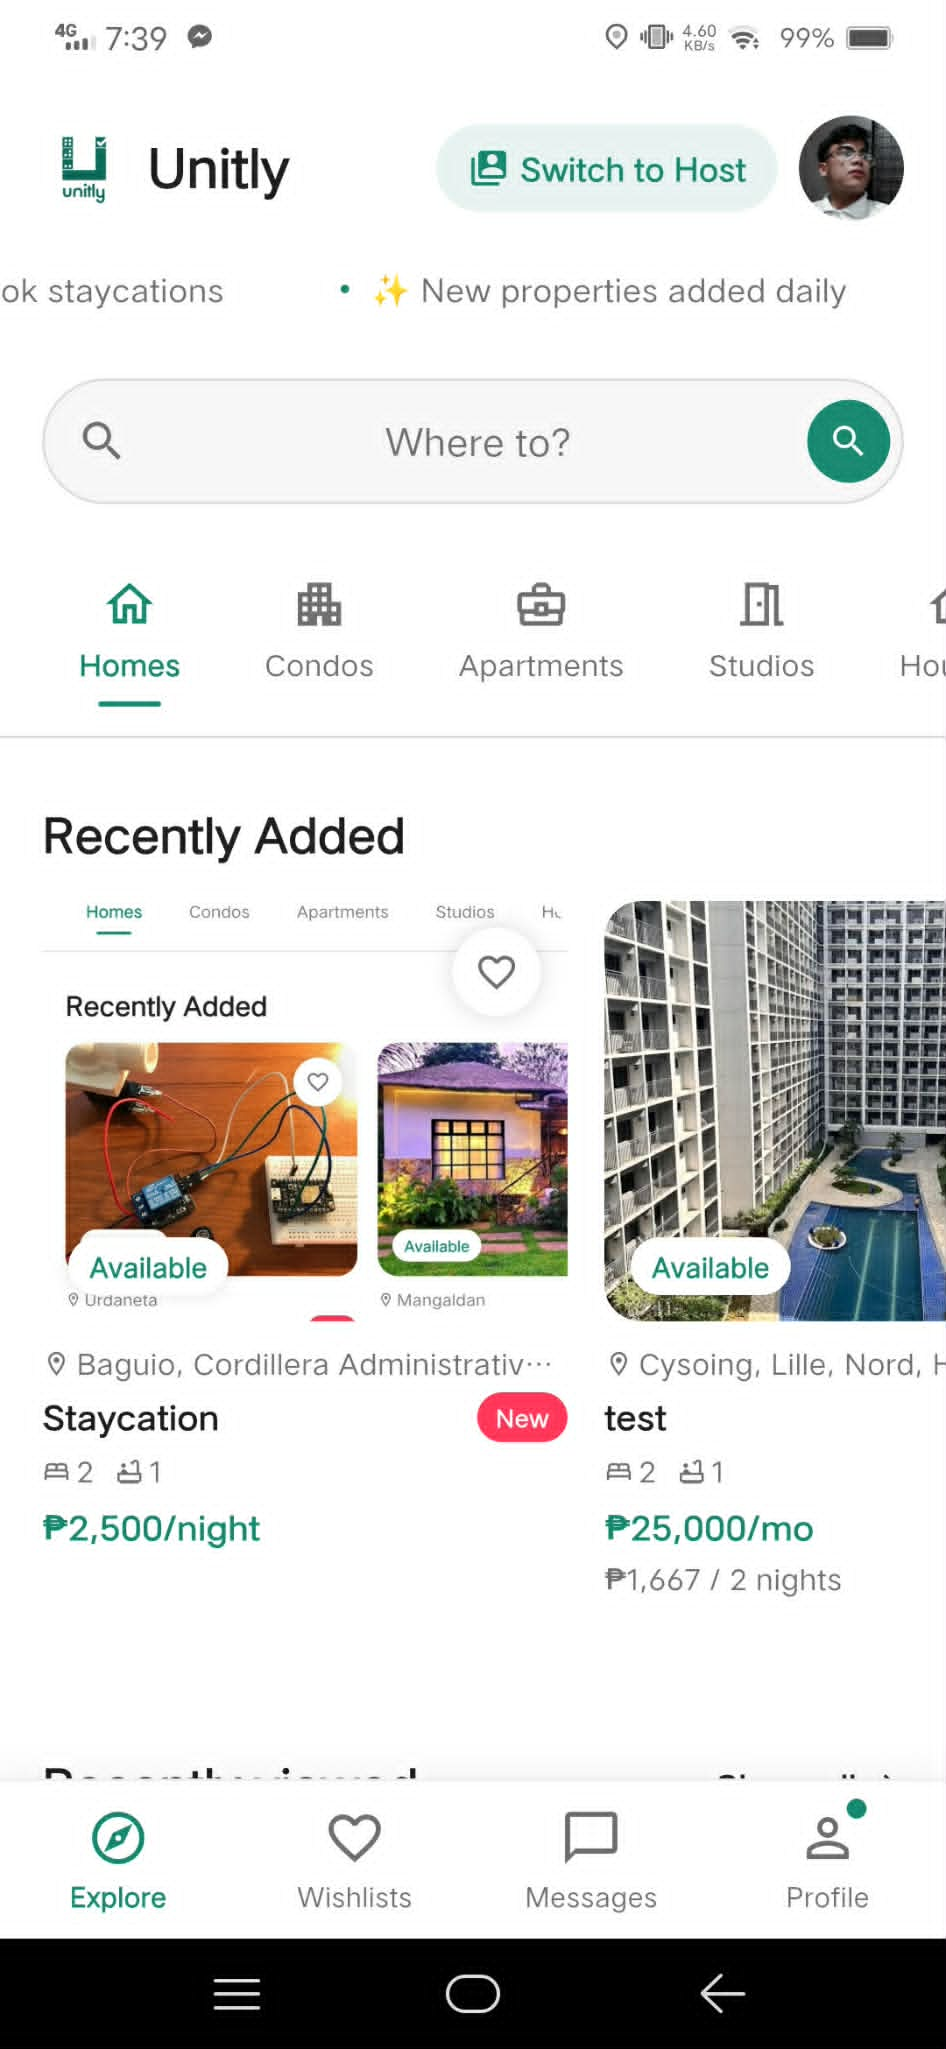 4G 7:39 4.60 KB/s 99%
unitly Unitly Switch to Host
ok staycations • ✨ New properties added daily
Where to?
Homes Condos Apartments Studios Hou
Recently Added
Homes Condos Apartments Studios
Recently Added
Available
Available
Available
Urdaneta Mangaldan
Baguio, Cordillera Administrativ... Cysoing, Lille, Nord, H
Staycation New test
2 1 2 1
₱2,500/night ₱25,000/mo
₱1,667 / 2 nights
Recently viewed
Explore Wishlists Messages Profile